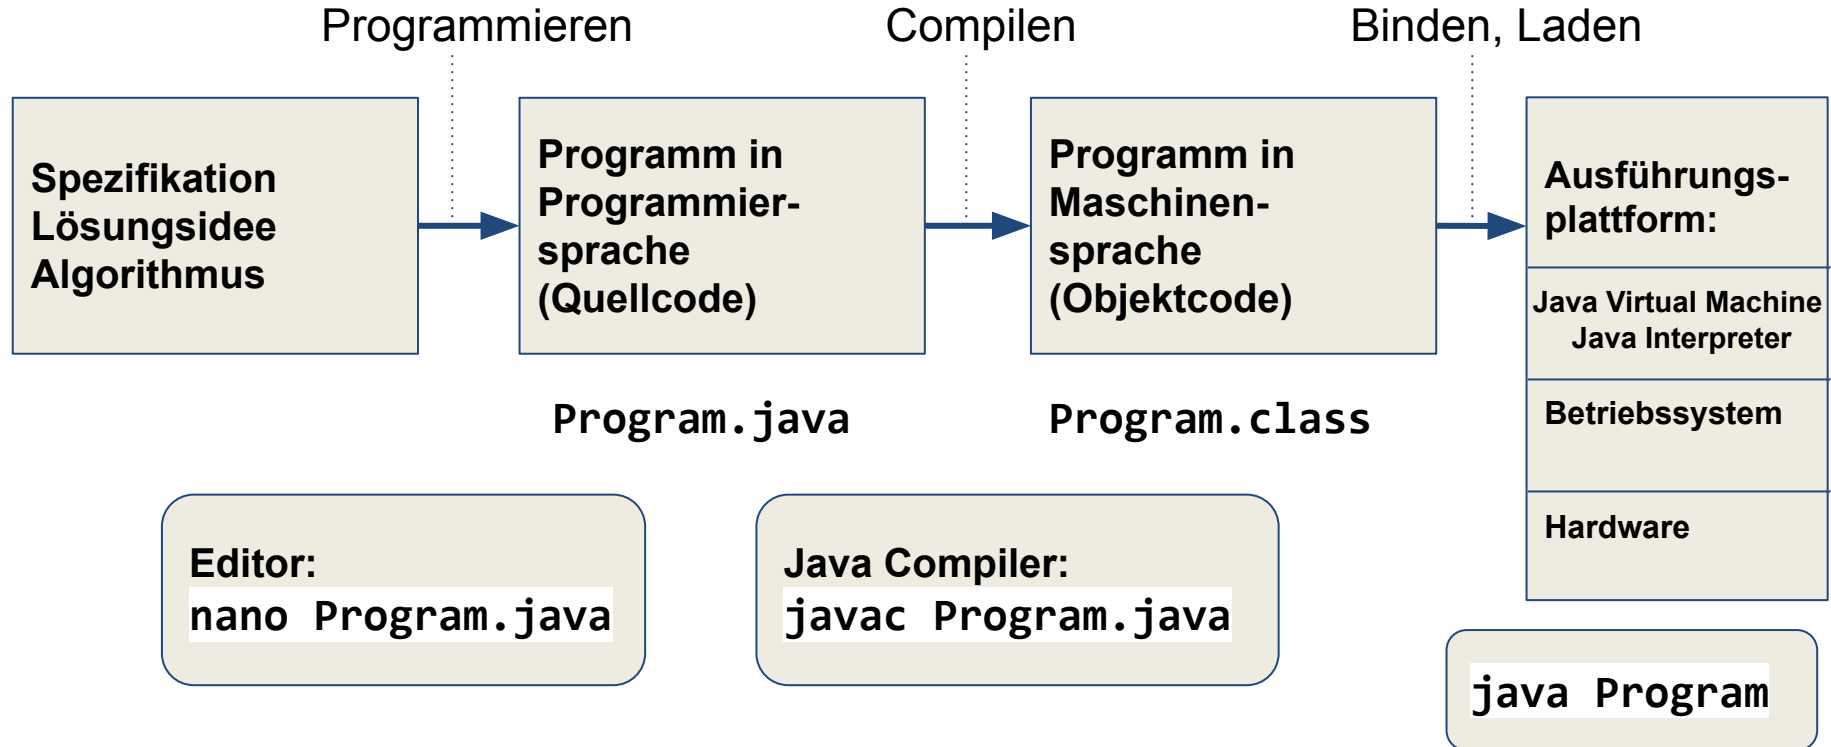 Programmieren
Compilen
Binden, Laden
Spezifikation
Lösungsidee
Algorithmus
Programm in
Programmier-
sprache
(Quellcode)
Programm in
Maschinen-
sprache
(Objektcode)
Ausführungs-
plattform:
Java Virtual Machine
Java Interpreter
Betriebssystem
Hardware
Program.java
Program.class
Editor:
nano Program.java
Java Compiler:
javac Program.java
java Program